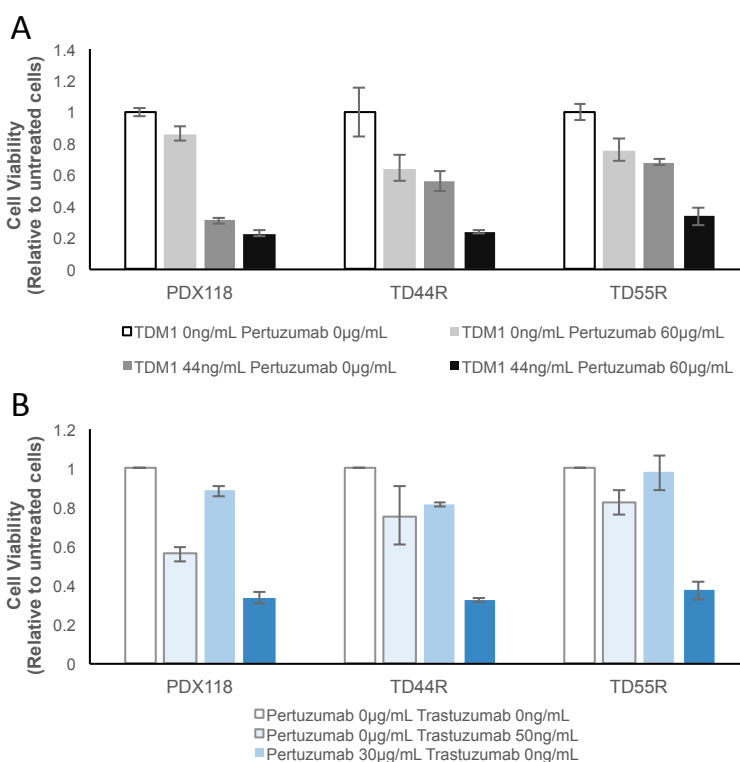 A
Cell Viability
(Relative to untreated cells)
1.4
1.2
1
0.8
0.6
0.4
0.2
0
PDX118 TD44R TD55R
TDM1 0ng/mL Pertuzumab 0µg/mL TDM1 0ng/mL Pertuzumab 60µg/mL
TDM1 44ng/mL Pertuzumab 0µg/mL TDM1 44ng/mL Pertuzumab 60µg/mL
B
Cell Viability
(Relative to untreated cells)
1.2
1
0.8
0.6
0.4
0.2
0
PDX118 TD44R TD55R
Pertuzumab 0µg/mL Trastuzumab 0ng/mL
Pertuzumab 0µg/mL Trastuzumab 50ng/mL
Pertuzumab 30µg/mL Trastuzumab 0ng/mL